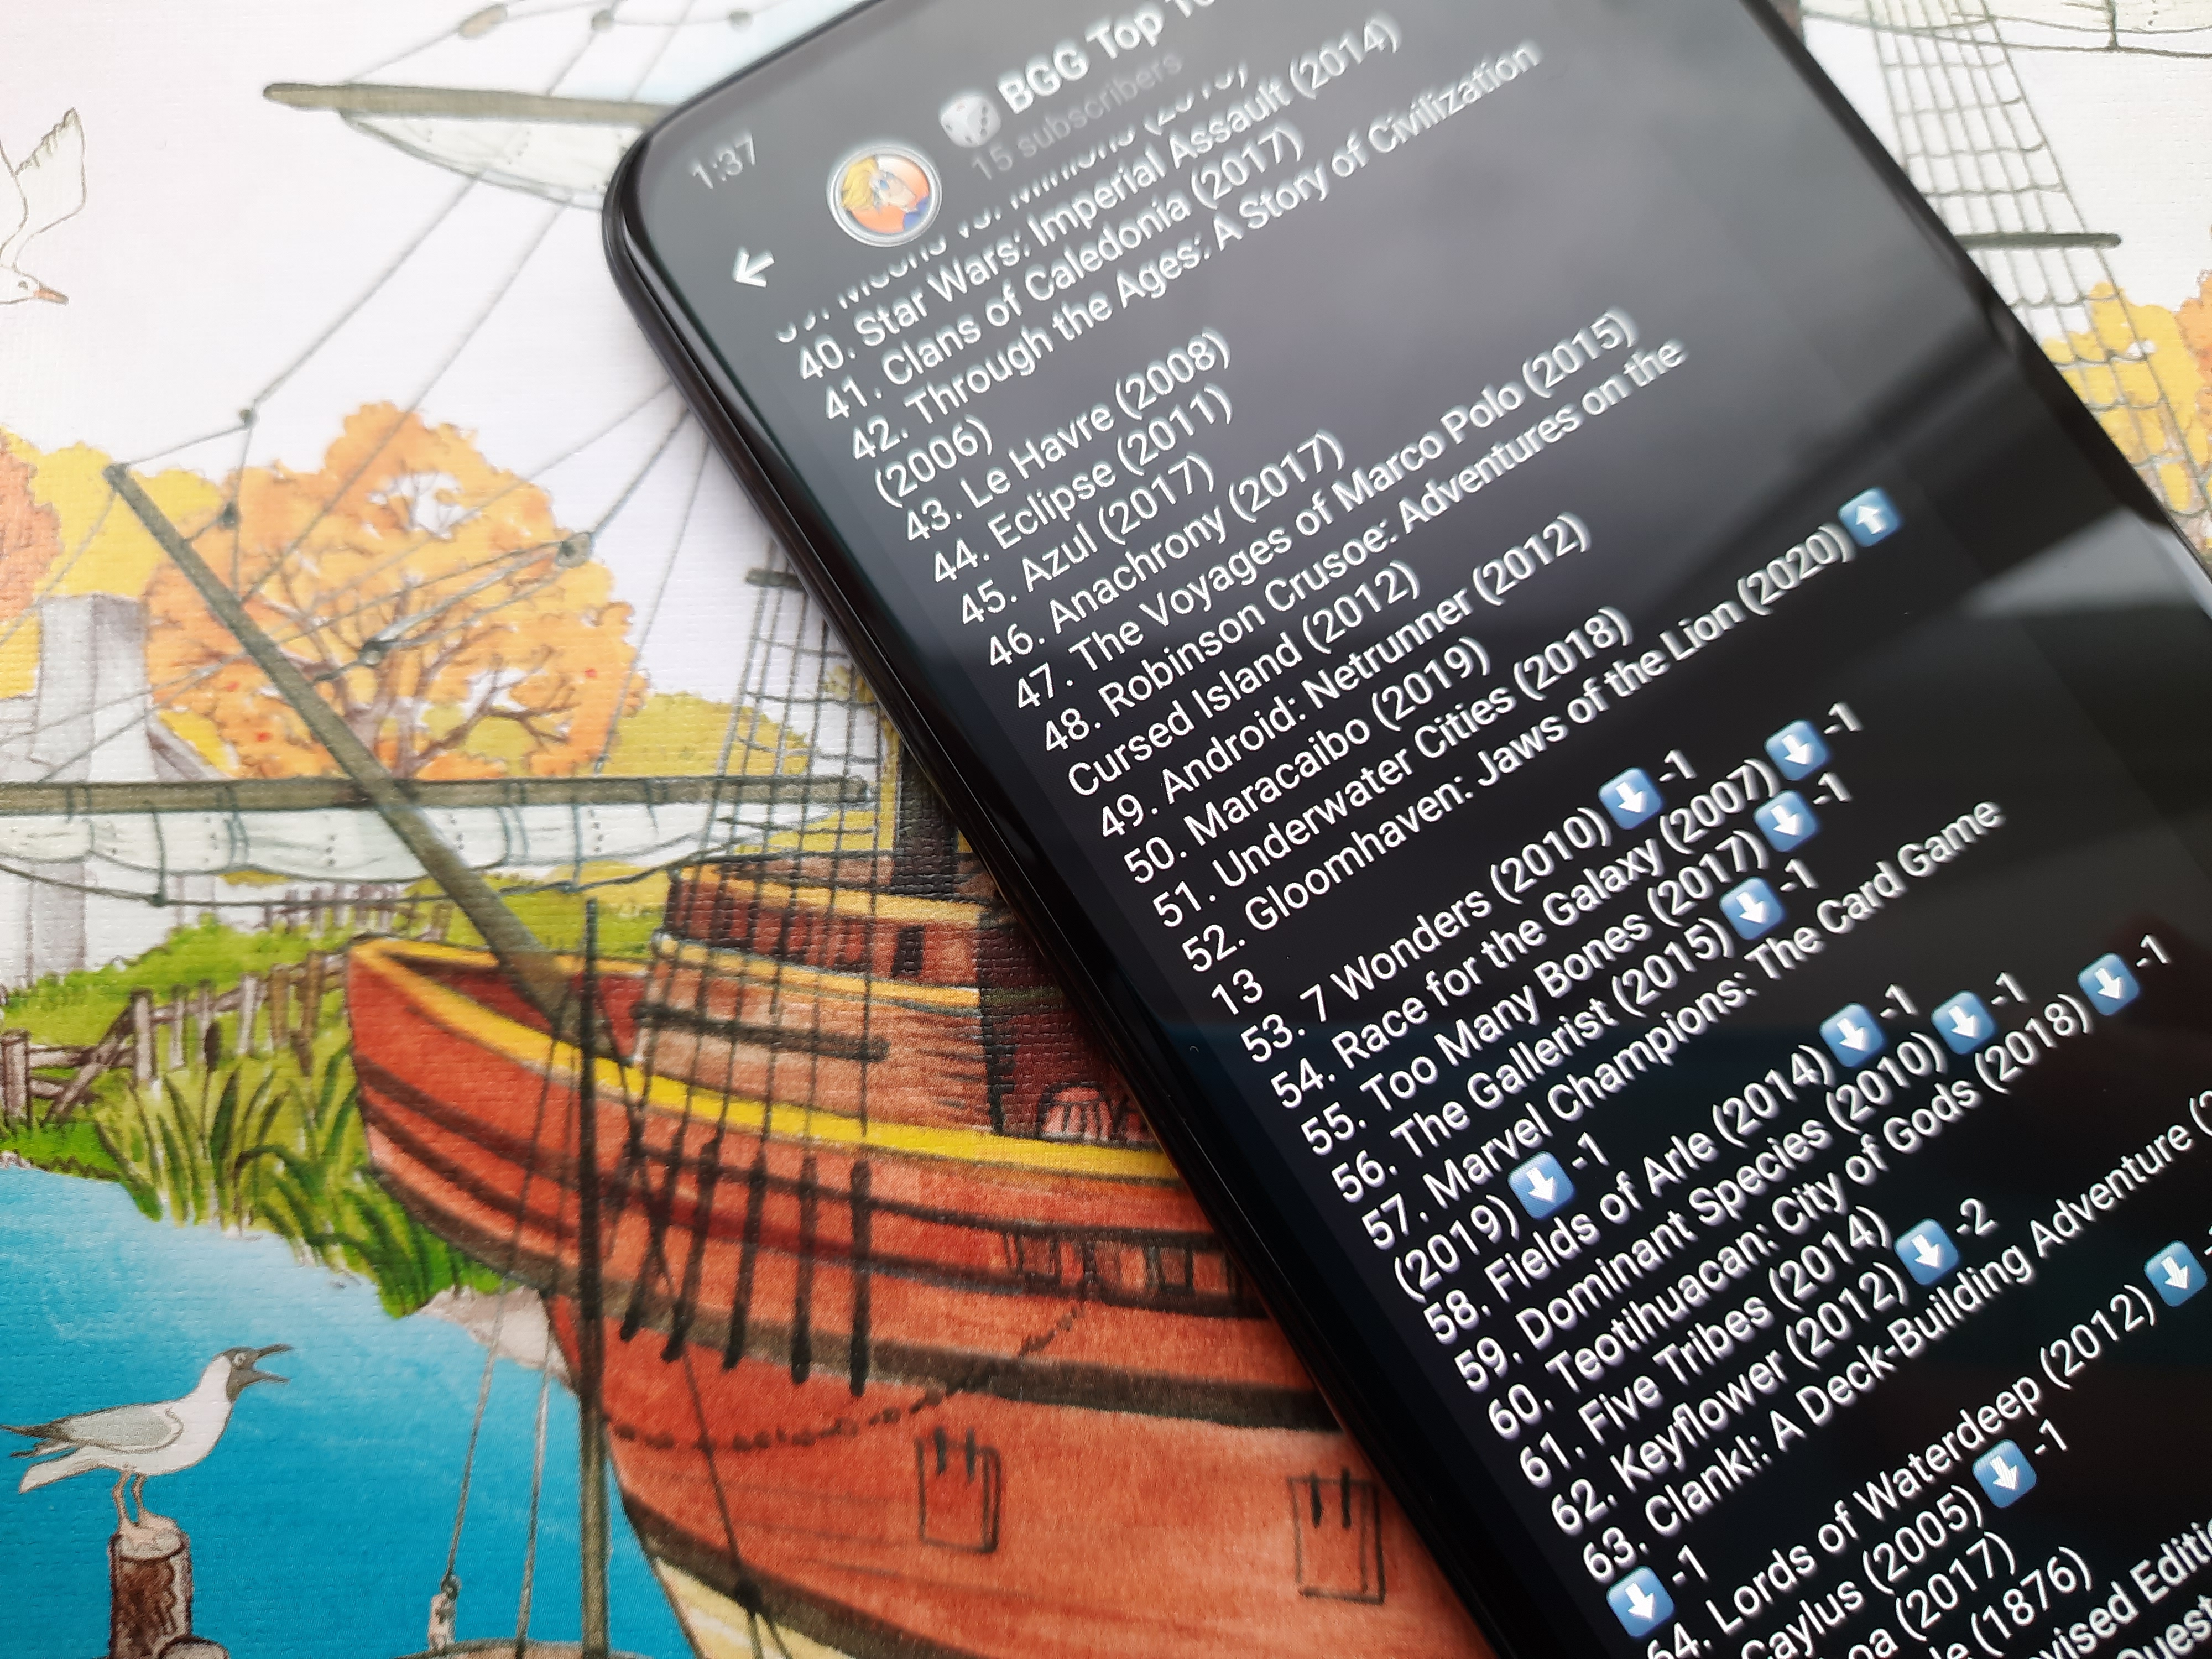 1:37
BGG Top
15 subscribers
40. Star Wars: Imperial Assault (2014)
41. Clans of Caledonia (2017)
42. Through the Ages: A Story of Civilization
(2006)
43. Le Havre (2008)
44. Eclipse (2011)
45. Azul (2017)
46. Anachrony (2017)
47. The Voyages of Marco Polo (2015)
48. Robinson Crusoe: Adventures on the
Cursed Island (2012)
49. Android: Netrunner (2012)
50. Maracaibo (2019)
51. Underwater Cities (2018)
52. Gloomhaven: Jaws of the Lion (2020) ⬆
13
53. 7 Wonders (2010) ⬇ -1
54. Race for the Galaxy (2007) ⬇ -1
55. Too Many Bones (2017) ⬇ -1
56. The Gallerist (2015) ⬇ -1
57. Marvel Champions: The Card Game
(2019) ⬇ -1
58. Fields of Arle (2014) ⬇ -1
59. Dominant Species (2010) ⬇ -1
60. Teotihuacan: City of Gods (2018) ⬇ -1
61. Five Tribes (2014)
62. Keyflower (2012) ⬇ -2
63. Clank!: A Deck-Building Adventure
⬇ -1
64. Lords of Waterdeep (2012) ⬇
Caylus (2005) ⬇ -1
(2017)
(1876)